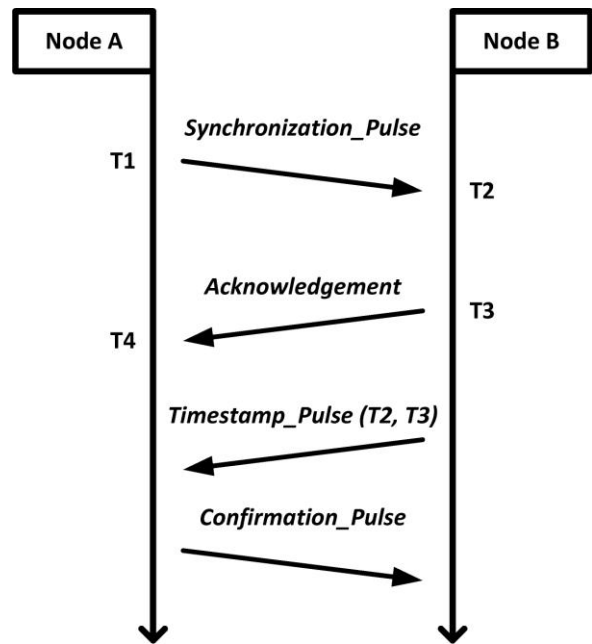 Node A
Node B
Synchronization_Pulse
T1
T2
Acknowledgement
T3
T4
Timestamp_Pulse (T2, T3)
Confirmation_Pulse